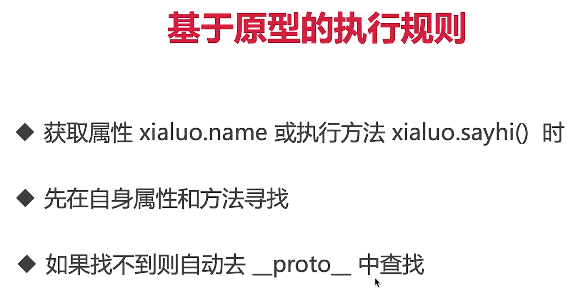 基于原型的执行规则
◆ 获取属性 xialuo.name 或执行方法 xialuo.sayhi() 时
◆ 先在自身属性和方法寻找
◆ 如果找不到则自动去 __proto__ 中查找